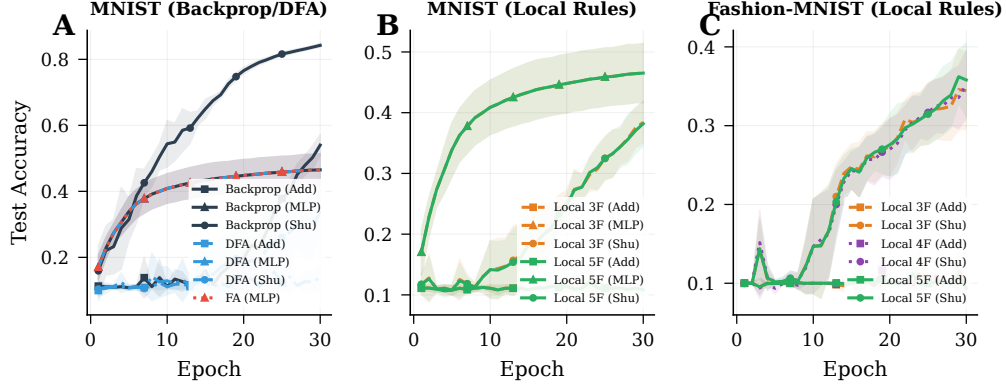 A
MNIST (Backprop/DFA)
Test Accuracy
0.8
0.6
0.4
0.2
0
10
20
30
Epoch
Backprop (Add)
Backprop (MLP)
Backprop (Shu)
DFA (Add)
DFA (MLP)
DFA (Shu)
FA (MLP)
B
MNIST (Local Rules)
0.5
0.4
0.3
0.2
0.1
0
10
20
30
Epoch
Local 3F (Add)
Local 3F (MLP)
Local 3F (Shu)
Local 5F (Add)
Local 5F (MLP)
Local 5F (Shu)
C
Fashion-MNIST (Local Rules)
0.4
0.3
0.2
0.1
0
10
20
30
Epoch
Local 3F (Add)
Local 3F (Shu)
Local 4F (Add)
Local 4F (Shu)
Local 5F (Add)
Local 5F (Shu)